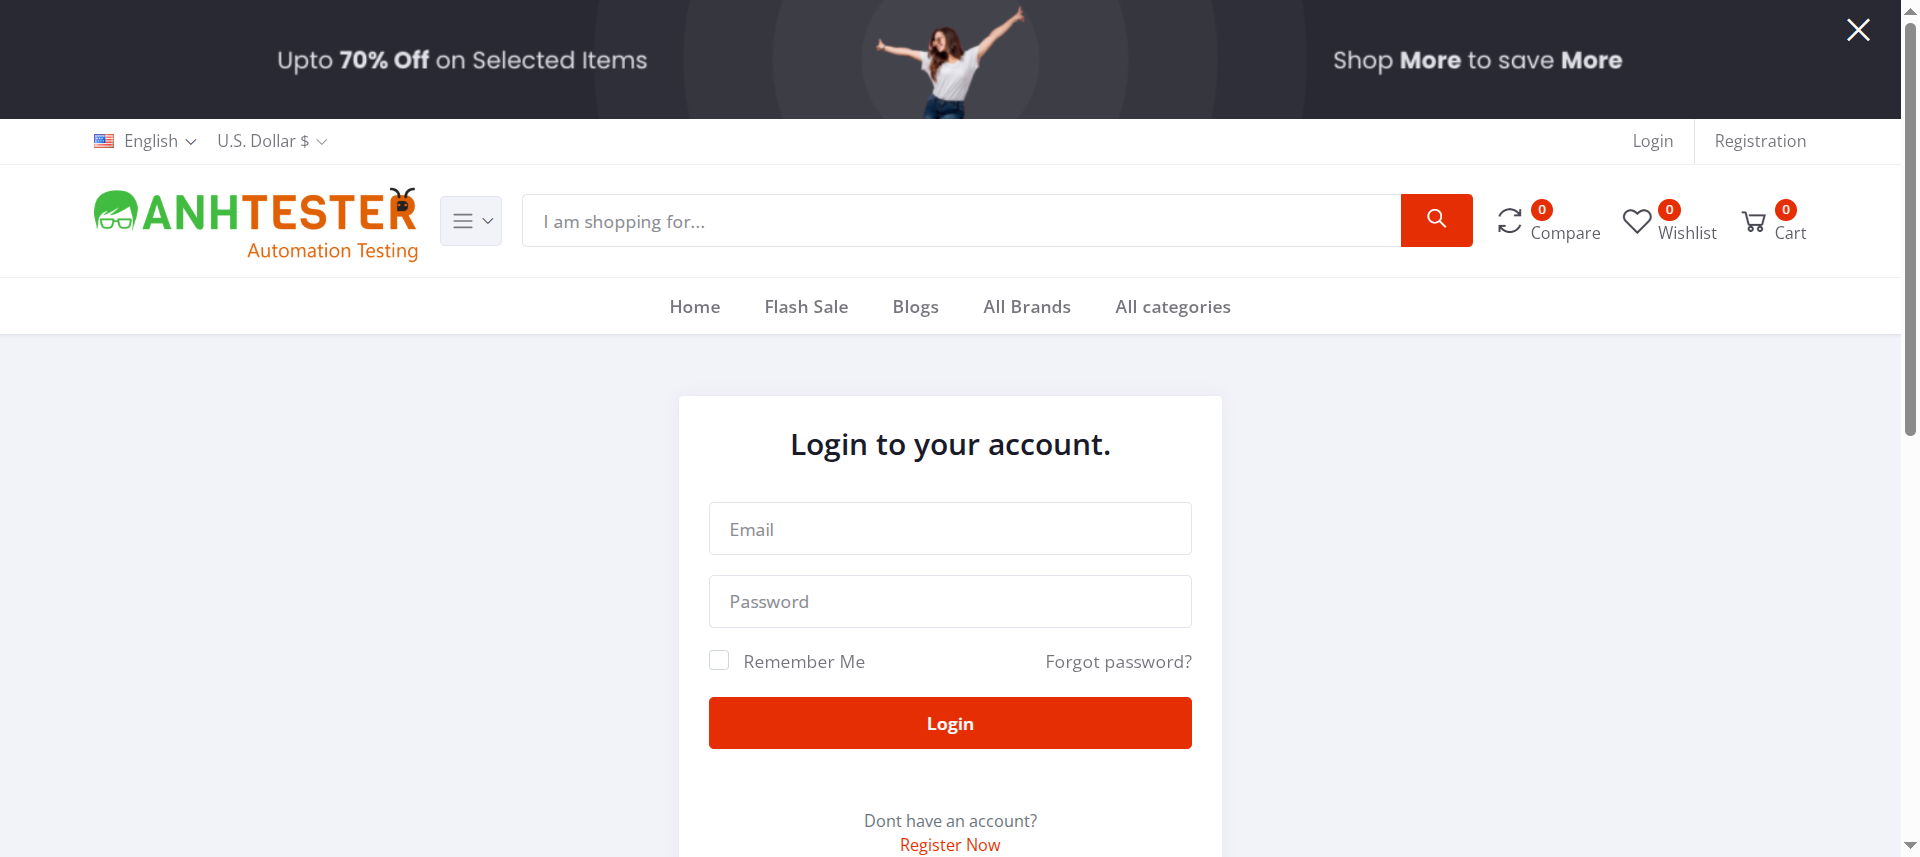 Upto 70% Off on Selected Items
Shop More to save More
English
U.S. Dollar $
Login
Registration
ANHTESTER
Automation Testing
I am shopping for...
0
Compare
0
Wishlist
0
Cart
Home
Flash Sale
Blogs
All Brands
All categories
Login to your account.
Email
Password
Remember Me
Forgot password?
Login
Dont have an account?
Register Now